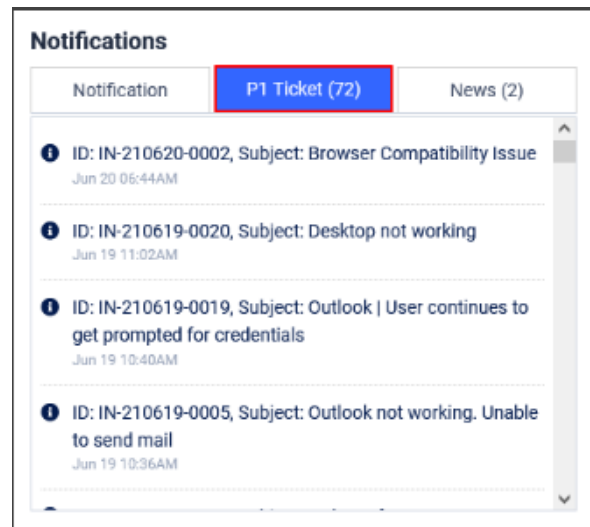 Notifications
Notification
P1 Ticket (72)
News (2)
ID: IN-210620-0002, Subject: Browser Compatibility Issue
Jun 20 06:44AM
ID: IN-210619-0020, Subject: Desktop not working
Jun 19 11:02AM
ID: IN-210619-0019, Subject: Outlook | User continues to
get prompted for credentials
Jun 19 10:40AM
ID: IN-210619-0005, Subject: Outlook not working. Unable
to send mail
Jun 19 10:36AM